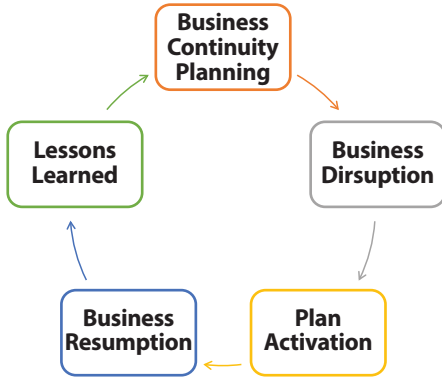 Business
Continuity
Planning
Business
Dirsuption
Plan
Activation
Business
Resumption
Lessons
Learned